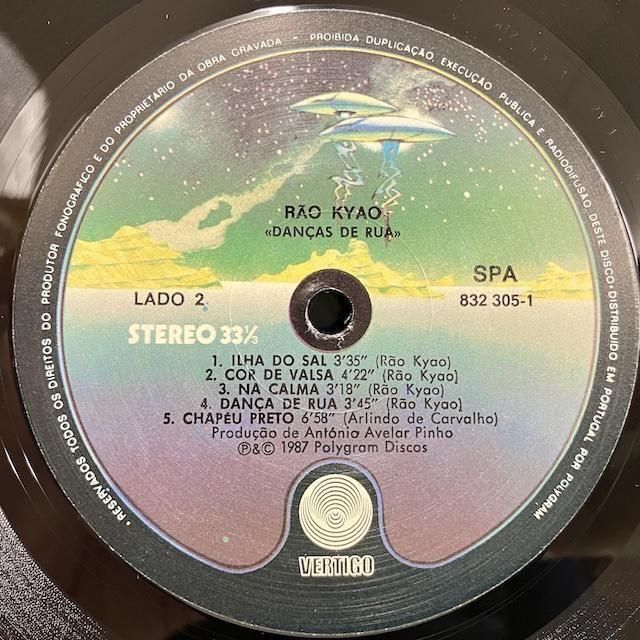 • RESERVADOS TODOS OS DIREITOS DO PRODUTOR FONOGRÁFICO E DO PROPRIETÁRIO DA OBRA GRAVADA - PROIBIDA DUPLICAÇÃO, EXECUÇÃO PUBLICA E RADIODIFUSÃO DESTE DISCO • DISTRIBUIDO EM PORTUGAL POR POLYGRAM
RÃO KYAO
«DANÇAS DE RUA»
LADO 2
SPA
832 305-1
STEREO 33⅓
1. ILHA DO SAL 3'35" (Rão Kyao)
2. COR DE VALSA 4'22" (Rão Kyao)
3. NA CALMA 3'18" (Rão Kyao)
4. DANÇA DE RUA 3'45" (Rão Kyao)
5. CHAPÉU PRETO 6'58" (Arlindo de Carvalho)
Produção de António Avelar Pinho
℗&© 1987 Polygram Discos
VERTIGO